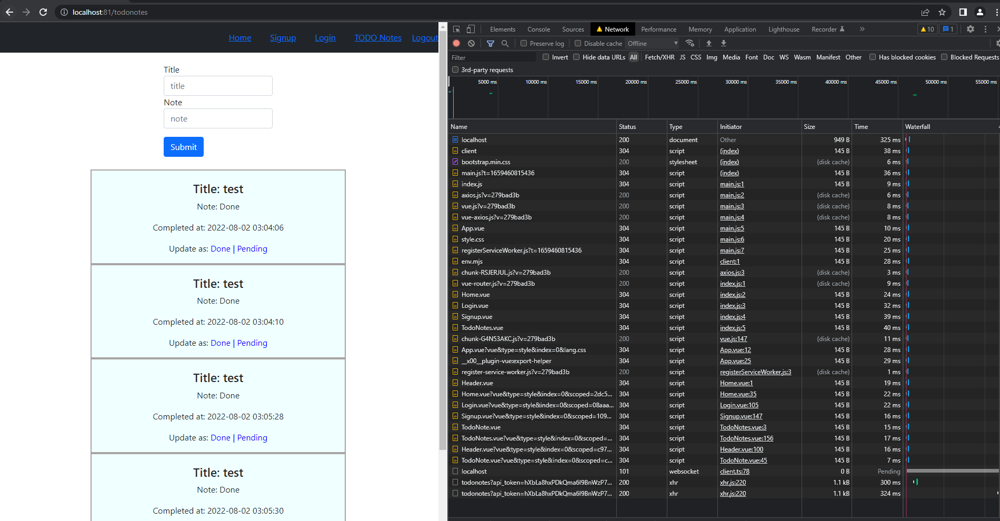 localhost:81/todonotes
Home Signup Login TODO Notes Logout
Title
title
Note
note
Submit
Title: test
Note: Done
Completed at: 2022-08-02 03:04:06
Update as: Done | Pending
Title: test
Note: Done
Completed at: 2022-08-02 03:04:10
Update as: Done | Pending
Title: test
Note: Done
Completed at: 2022-08-02 03:05:28
Update as: Done | Pending
Title: test
Note: Done
Completed at: 2022-08-02 03:05:30
Elements Console Sources Network Performance Memory Application Lighthouse Recorder » 10 1
Preserve log Disable cache Offline
Filter Invert Hide data URLs All Fetch/XHR JS CSS Img Media Font Doc WS Wasm Manifest Other Has blocked cookies Blocked Requests
3rd-party requests
5000 ms 10000 ms 15000 ms 20000 ms 25000 ms 30000 ms 35000 ms 40000 ms 45000 ms 50000 ms 55000 ms
Name Status Type Initiator Size Time Waterfall
localhost 200 document Other 949 B 325 ms
client 304 script (index) 145 B 38 ms
bootstrap.min.css 200 stylesheet (index) (disk cache) 6 ms
main.js?t=1659460815436 304 script (index) 145 B 36 ms
index.js 304 script main.js:1 145 B 9 ms
axios.js?v=279bad3b 200 script main.js:2 (disk cache) 6 ms
vue.js?v=279bad3b 200 script main.js:3 (disk cache) 8 ms
vue-axios.js?v=279bad3b 200 script main.js:4 (disk cache) 8 ms
App.vue 304 script main.js:5 145 B 10 ms
style.css 304 script main.js:6 145 B 20 ms
registerServiceWorker.js?t=1659460815436 304 script main.js:7 145 B 25 ms
env.mjs 304 script client:1 145 B 28 ms
chunk-RSJERJUL.js?v=279bad3b 200 script axios.js:3 (disk cache) 3 ms
vue-router.js?v=279bad3b 200 script index.js:1 (disk cache) 9 ms
Home.vue 304 script index.js:2 145 B 24 ms
Login.vue 304 script index.js:3 145 B 32 ms
Signup.vue 304 script index.js:4 145 B 39 ms
TodoNotes.vue 304 script index.js:5 145 B 40 ms
chunk-G4N53AKC.js?v=279bad3b 200 script vue.js:147 (disk cache) 11 ms
App.vue?vue&type=style&index=0&lang.css 304 script App.vue:12 145 B 28 ms
__x00__plugin-vue:export-helper 304 script App.vue:25 145 B 29 ms
register-service-worker.js?v=279bad3b 200 script registerServiceWorker.js:3 (disk cache) 1 ms
Header.vue 304 script Home.vue:1 145 B 19 ms
Home.vue?vue&type=style&index=0&scoped=2dc5... 304 script Home.vue:35 145 B 22 ms
Login.vue?vue&type=style&index=0&scoped=08aaa... 304 script Login.vue:105 145 B 22 ms
Signup.vue?vue&type=style&index=0&scoped=109... 304 script Signup.vue:147 145 B 16 ms
TodoNote.vue 304 script TodoNotes.vue:3 145 B 15 ms
TodoNotes.vue?vue&type=style&index=0&scoped=... 304 script TodoNotes.vue:156 145 B 17 ms
Header.vue?vue&type=style&index=0&scoped=c97... 304 script Header.vue:100 145 B 16 ms
TodoNote.vue?vue&type=style&index=0&scoped=c... 304 script TodoNote.vue:45 145 B 7 ms
localhost 101 websocket client.ts:78 0 B Pending
todonotes?api_token=hXbLa8hxPDkQma6I9BnWzP7... 200 xhr xhr.js:220 1.1 kB 300 ms
todonotes?api_token=hXbLa8hxPDkQma6I9BnWzP7... 200 xhr xhr.js:220 1.1 kB 324 ms